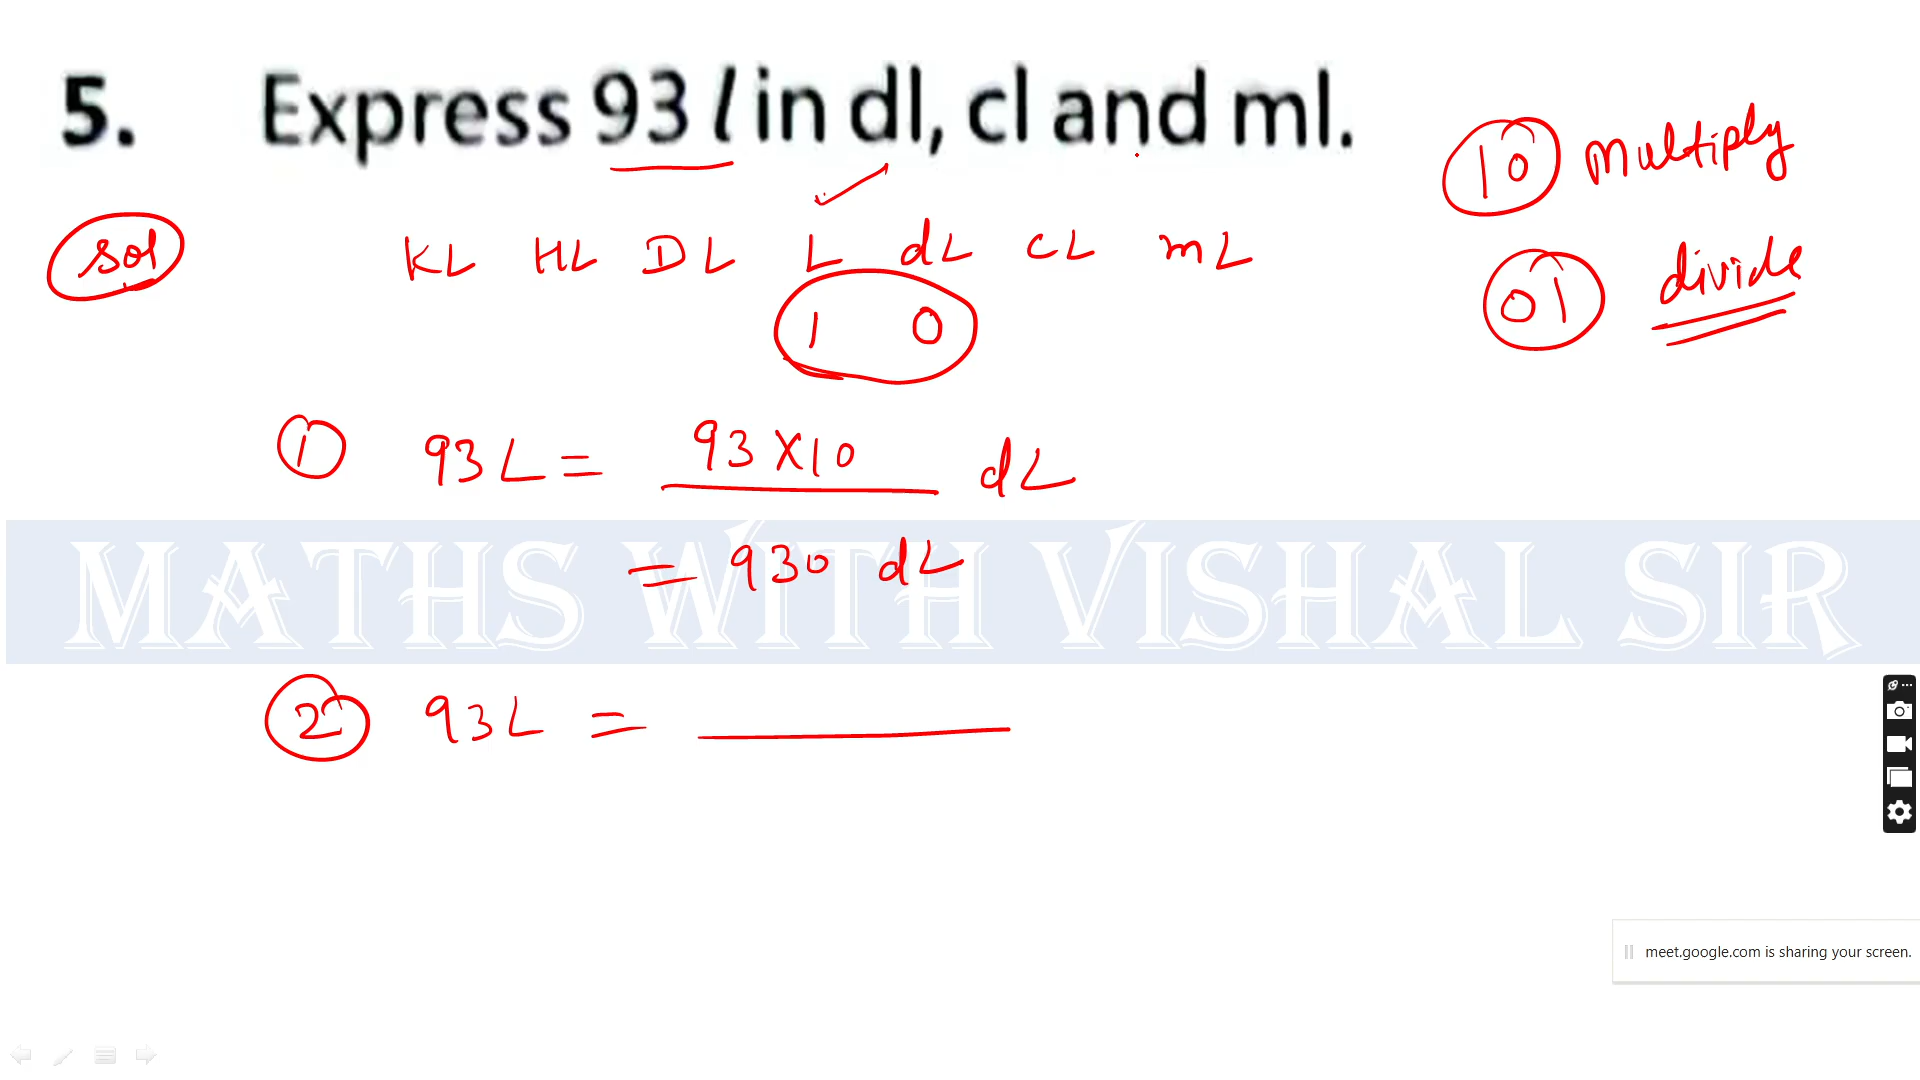 5. Express 93 l in dl, cl and ml.
10 multiply
sol KL HL DL L dL CL mL
1 0
01 divide
① 93L = 93 X 10 dL
= 930 dL
MATHS WITH VISHAL SIR
② 93L =
meet.google.com is sharing your screen.